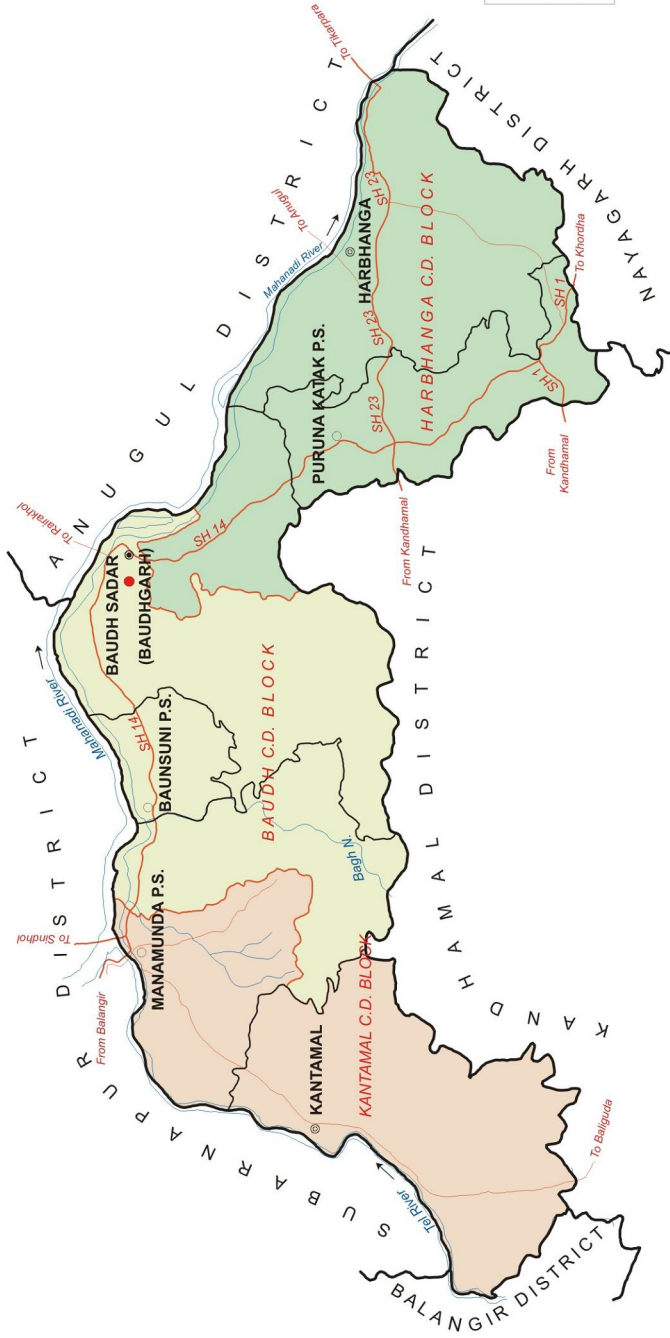 SUBARNAPUR DISTRICT
ANUGUL DISTRICT
NAYAGARH DISTRICT
KANDHAMAL DISTRICT
BALANGIR DISTRICT
To Tikarpara
To Anugul
Mahanadi River
SH 23
HARBHANGA
SH 23
SH 23
HARBHANGA C.D. BLOCK
PURUNA KATAK P.S.
SH 1
To Khordha
SH 1
From
Kandhamal
From Kandhamal
To Rairakhol
SH 14
BAUDH SADAR
(BAUDHGARH)
Mahanadi River
SH 14
BAUNSUNI P.S.
BAUDH C.D. BLOCK
Bagh N.
To Sindhol
MANAMUNDA P.S.
From Balangir
KANTAMAL C.D. BLOCK
KANTAMAL
Tel River
To Baliguda